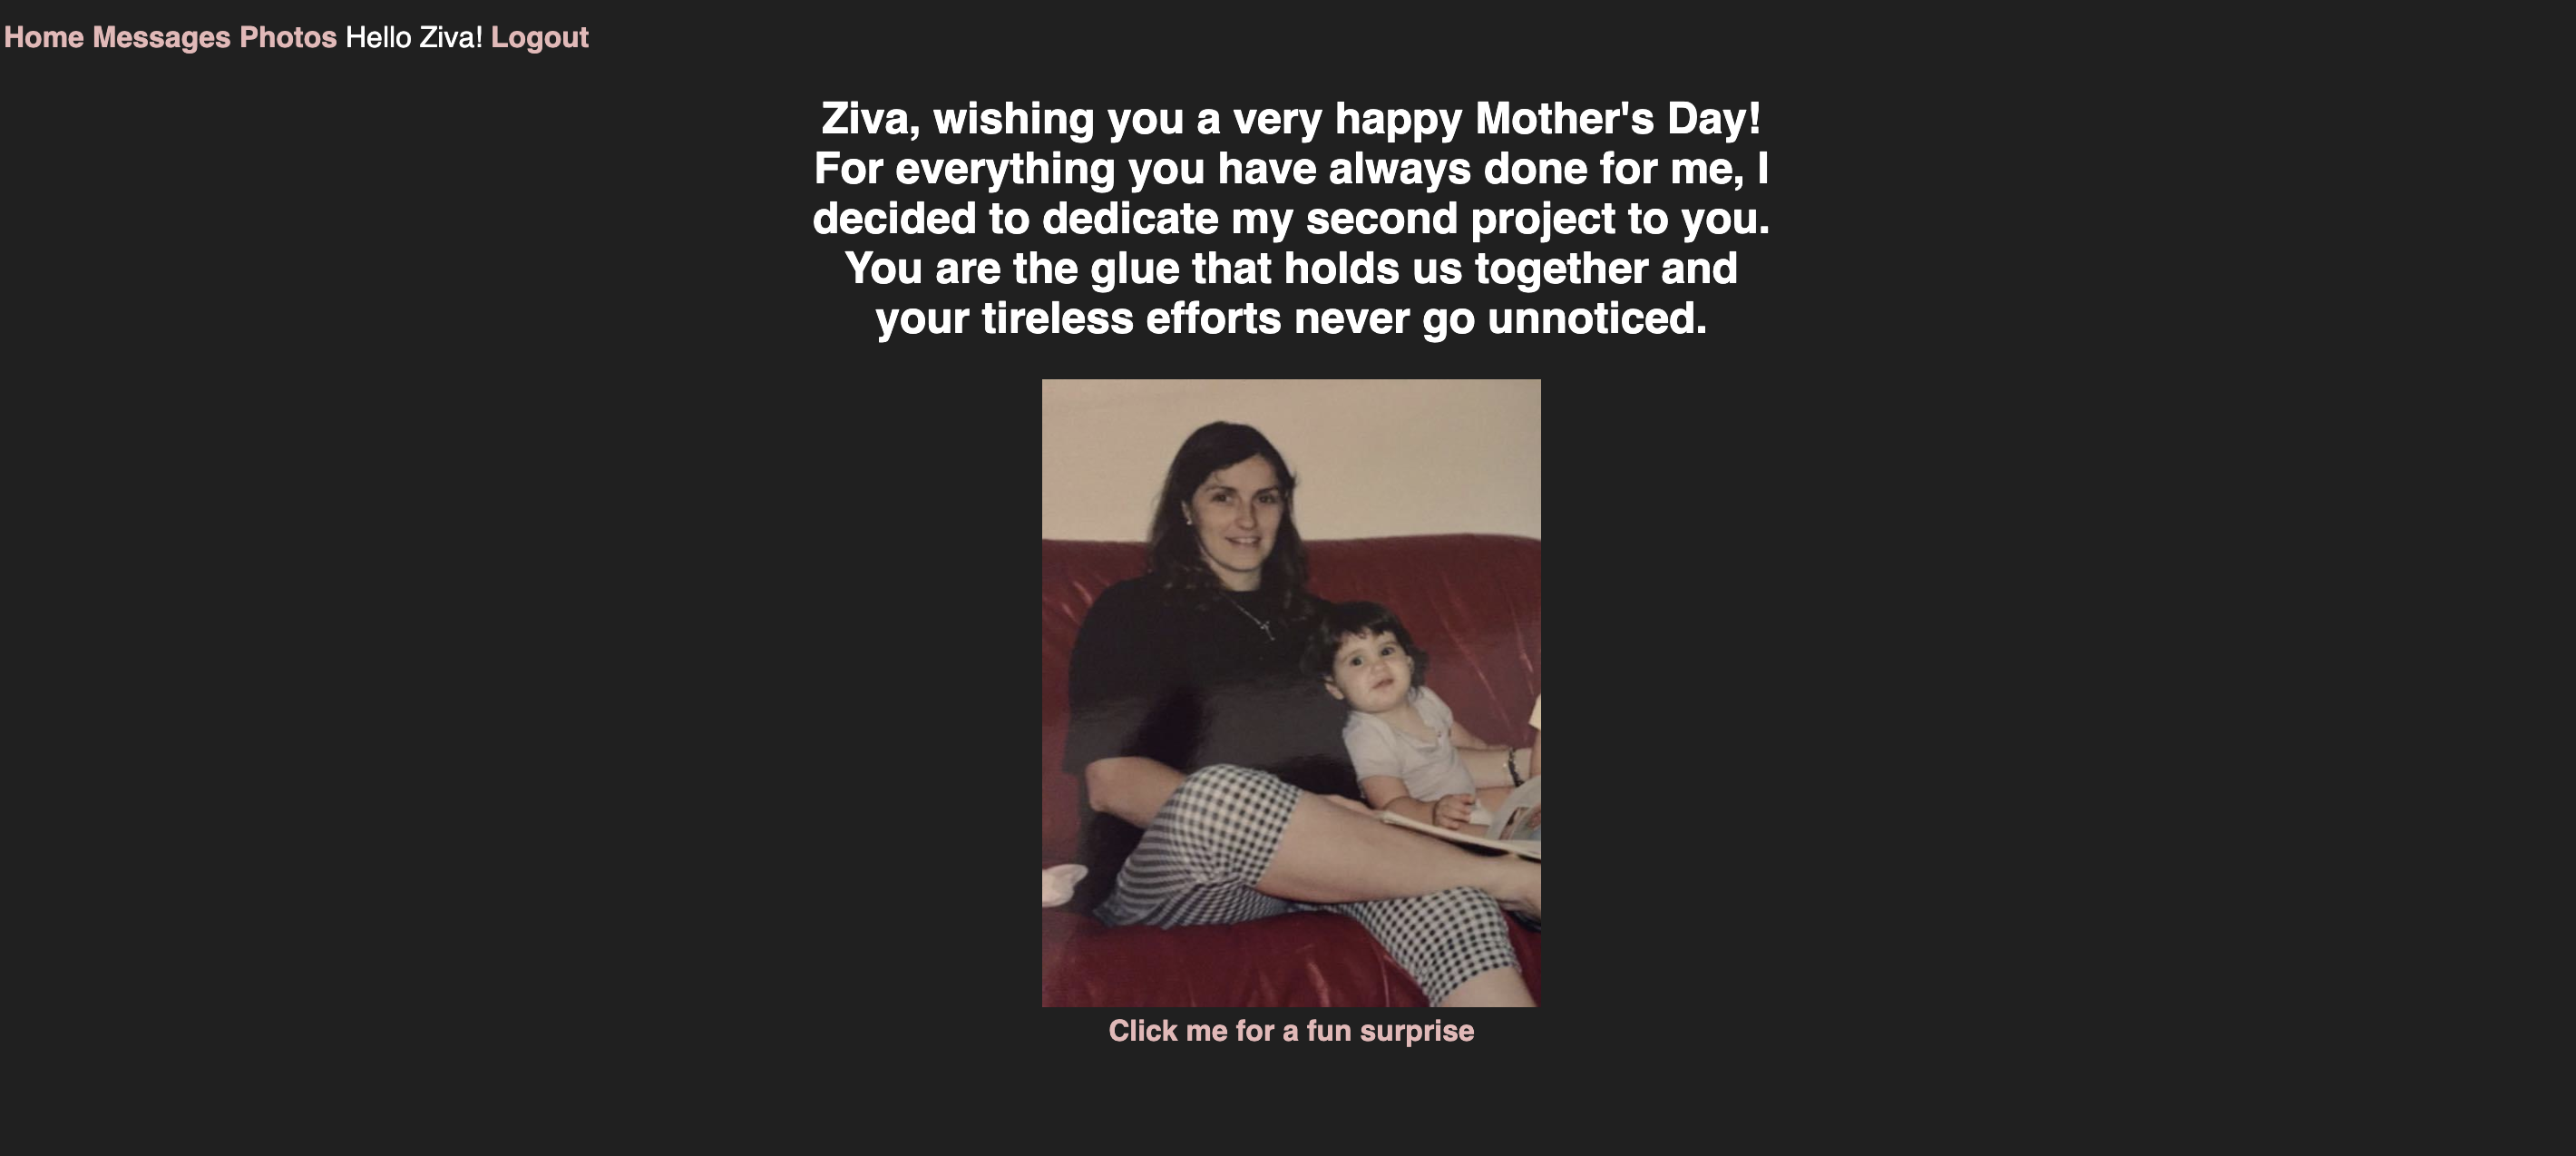 Home Messages Photos Hello Ziva! Logout
Ziva, wishing you a very happy Mother's Day!
For everything you have always done for me, I
decided to dedicate my second project to you.
You are the glue that holds us together and
your tireless efforts never go unnoticed.
Click me for a fun surprise